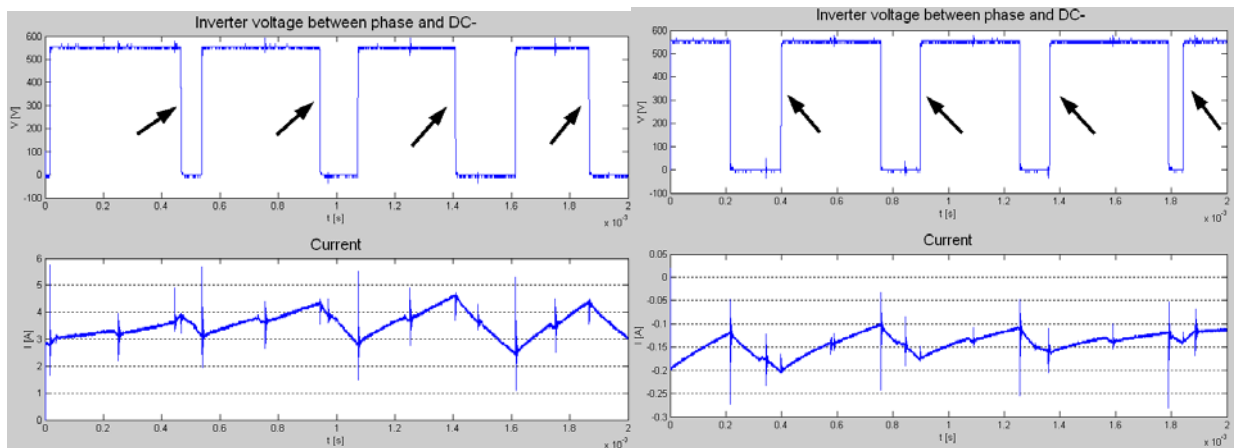 Inverter voltage between phase and DC-
600
500
400
300
200
100
0
-100
V [V]
0 0.2 0.4 0.6 0.8 1 1.2 1.4 1.6 1.8 2
t [s]
x 10⁻³
Current
6
5
4
3
2
1
0
I [A]
0 0.2 0.4 0.6 0.8 1 1.2 1.4 1.6 1.8 2
t [s]
x 10⁻³
Inverter voltage between phase and DC-
600
500
400
300
200
100
0
-100
V [V]
0 0.2 0.4 0.6 0.8 1 1.2 1.4 1.6 1.8 2
t [s]
x 10⁻³
Current
0.05
0
-0.05
-0.1
-0.15
-0.2
-0.25
-0.3
I [A]
0 0.2 0.4 0.6 0.8 1 1.2 1.4 1.6 1.8 2
t [s]
x 10⁻³